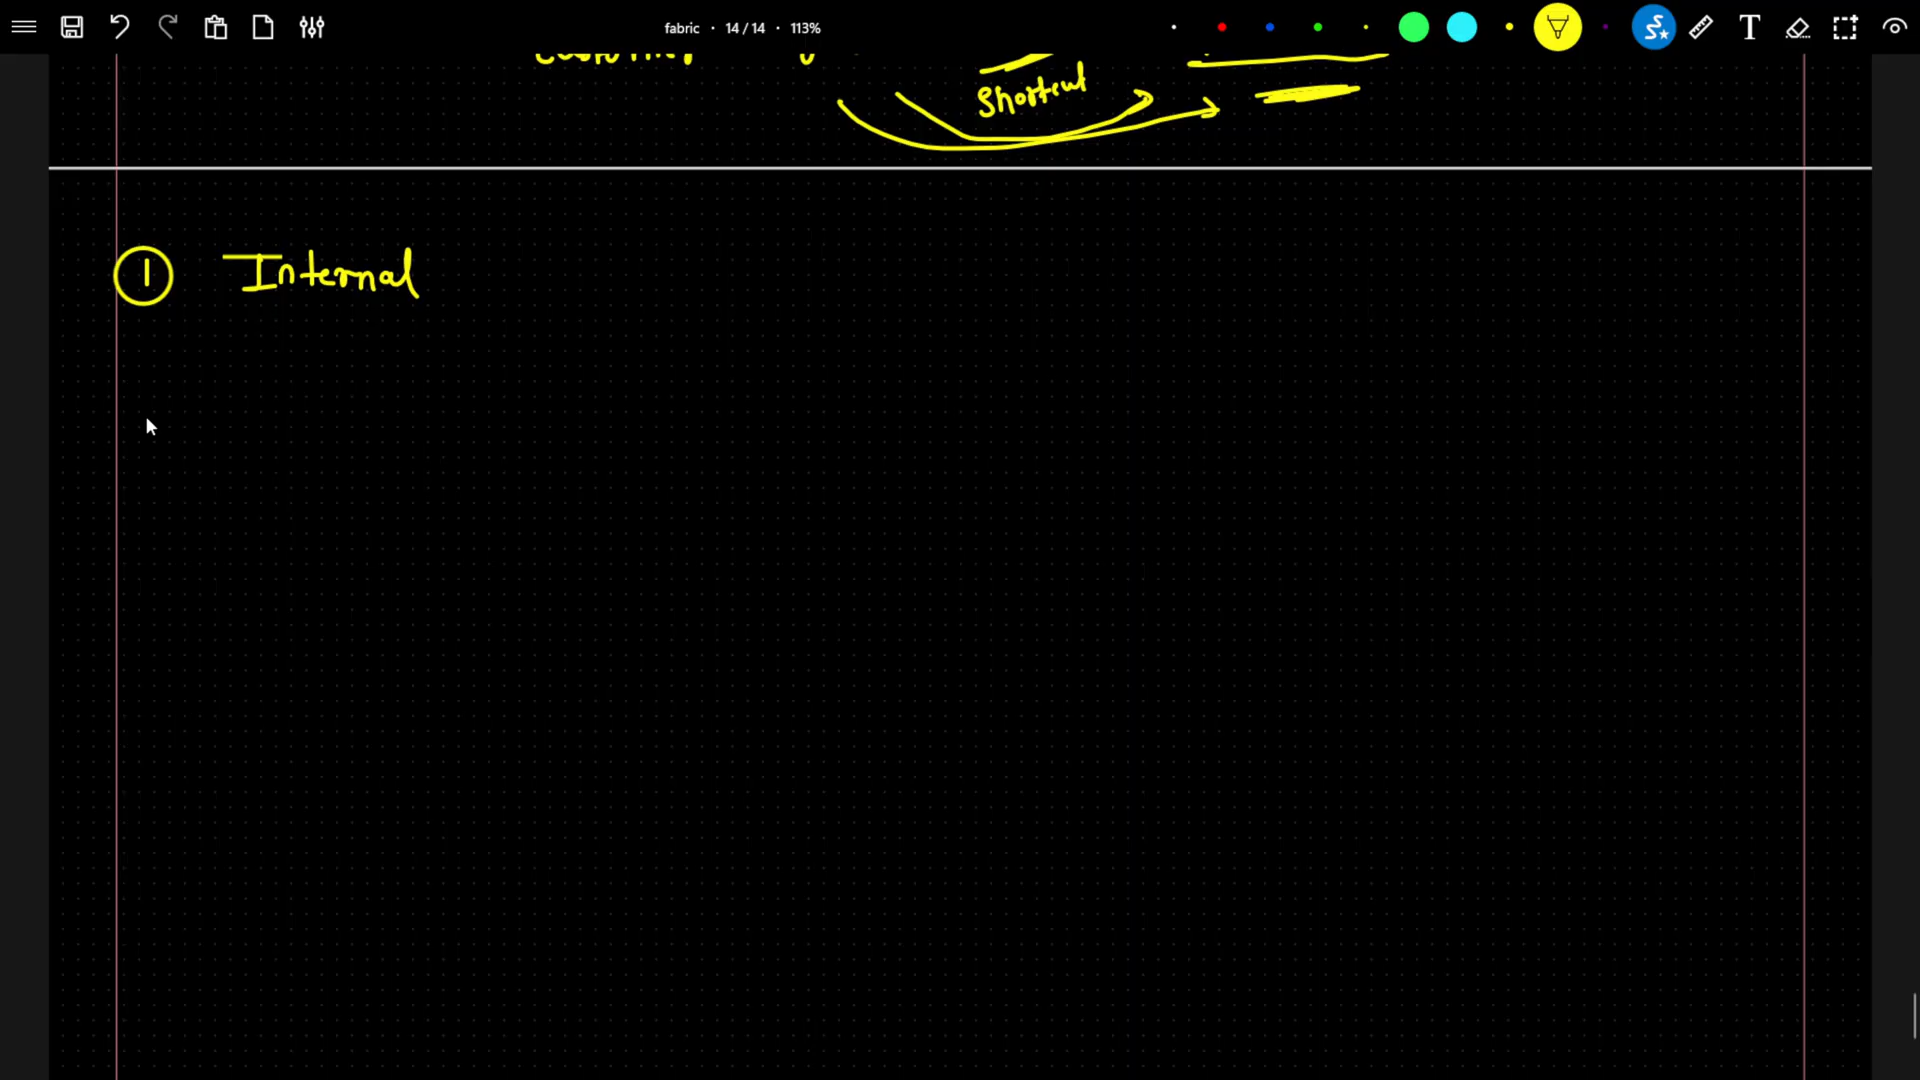 fabric • 14 / 14 • 113%
T
Shortcut
① Internal